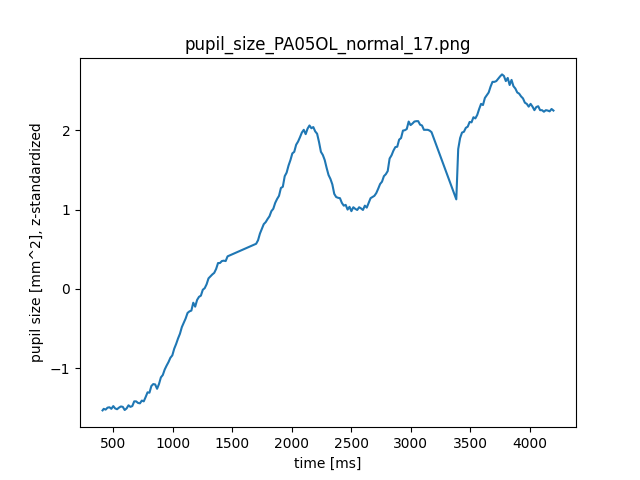 pupil_size_PA05OL_normal_17.png
pupil size [mm^2], z-standardized
2
1
0
−1
500 1000 1500 2000 2500 3000 3500 4000
time [ms]